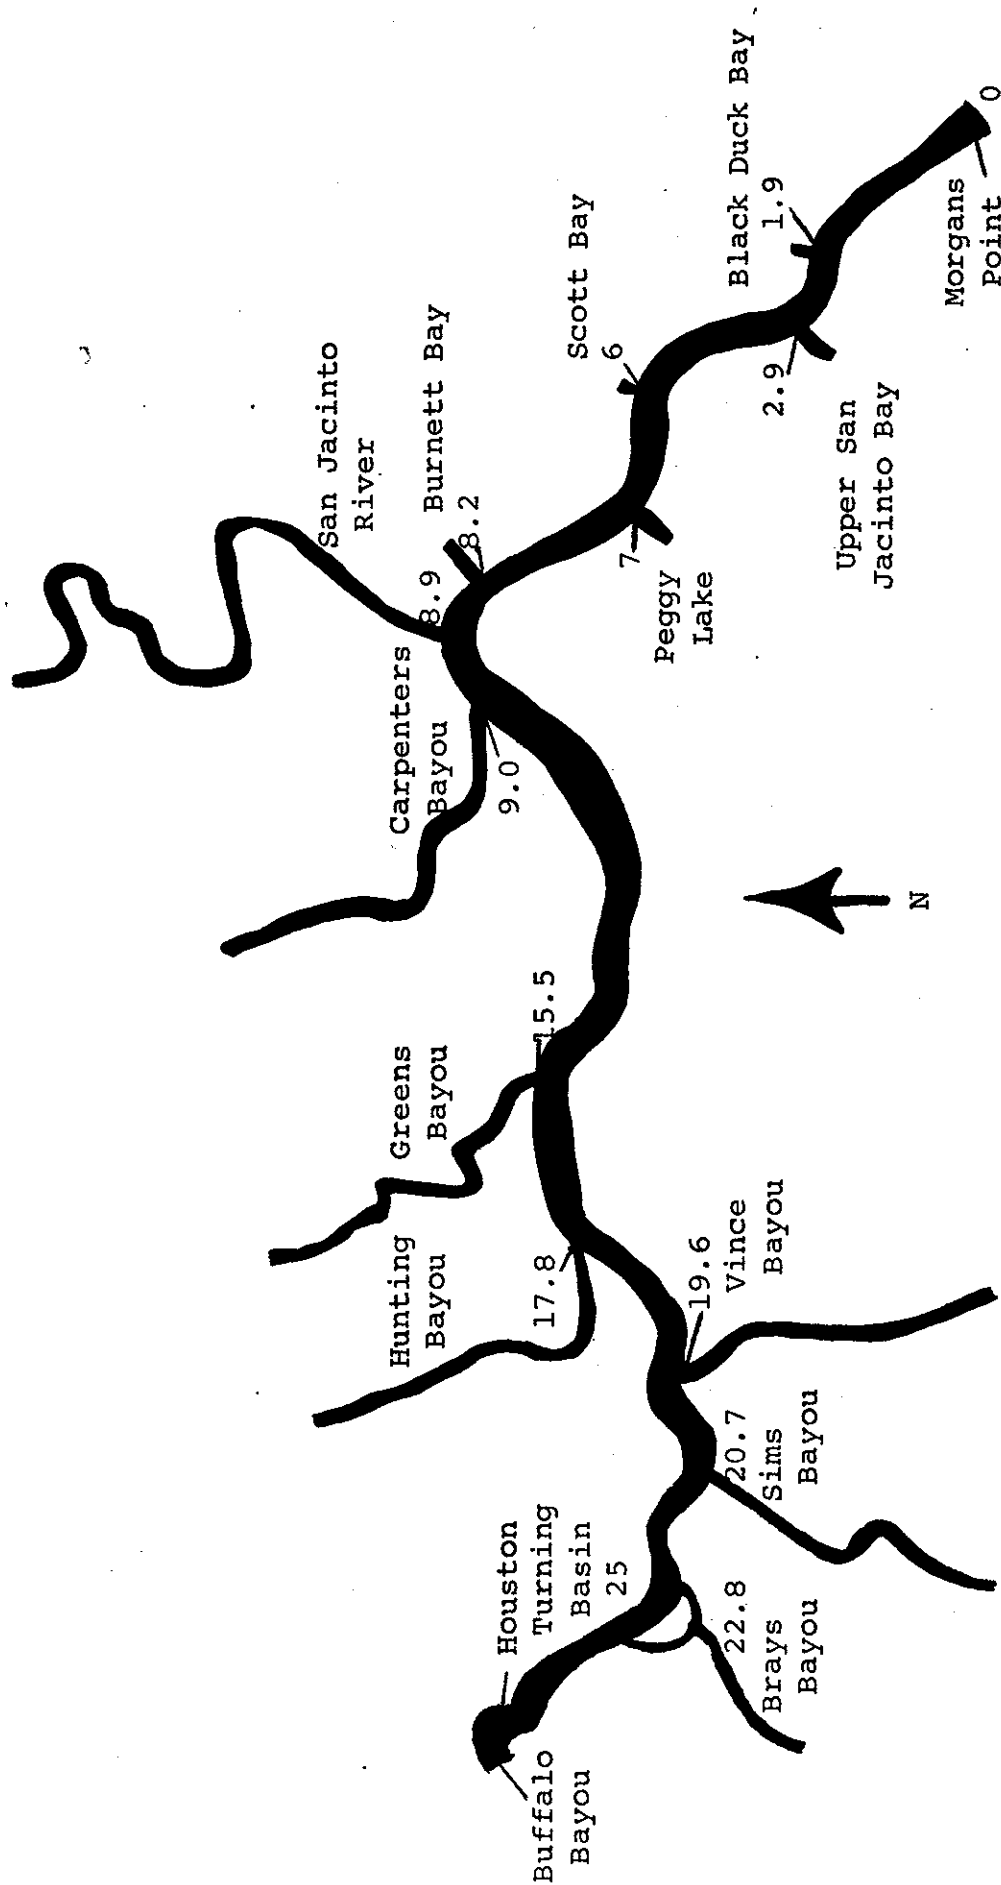 Buffalo
Bayou
Houston
Turning
Basin
25
22.8
Brays
Bayou
20.7
Sims
Bayou
19.6
Vince
Bayou
Hunting
Bayou
17.8
Greens
Bayou
15.5
Carpenters
Bayou
9.0
San Jacinto
River
8.9
Burnett Bay
8.2
7
Peggy
Lake
Scott Bay
6
2.9
Upper San
Jacinto Bay
Black Duck Bay
1.9
Morgans
Point
0
N